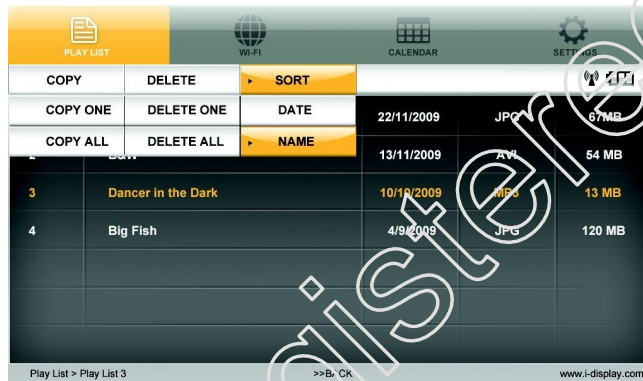 PLAY LIST WI-FI CALENDAR SETTINGS
COPY DELETE SORT
COPY ONE DELETE ONE DATE 22/11/2009 JPG 67MB
COPY ALL DELETE ALL NAME
2 B&W 13/11/2009 AVI 54 MB
3 Dancer in the Dark 10/10/2009 MP3 13 MB
4 Big Fish 4/9/2009 JPG 120 MB
Play List > Play List 3 >>BACK www.i-display.com